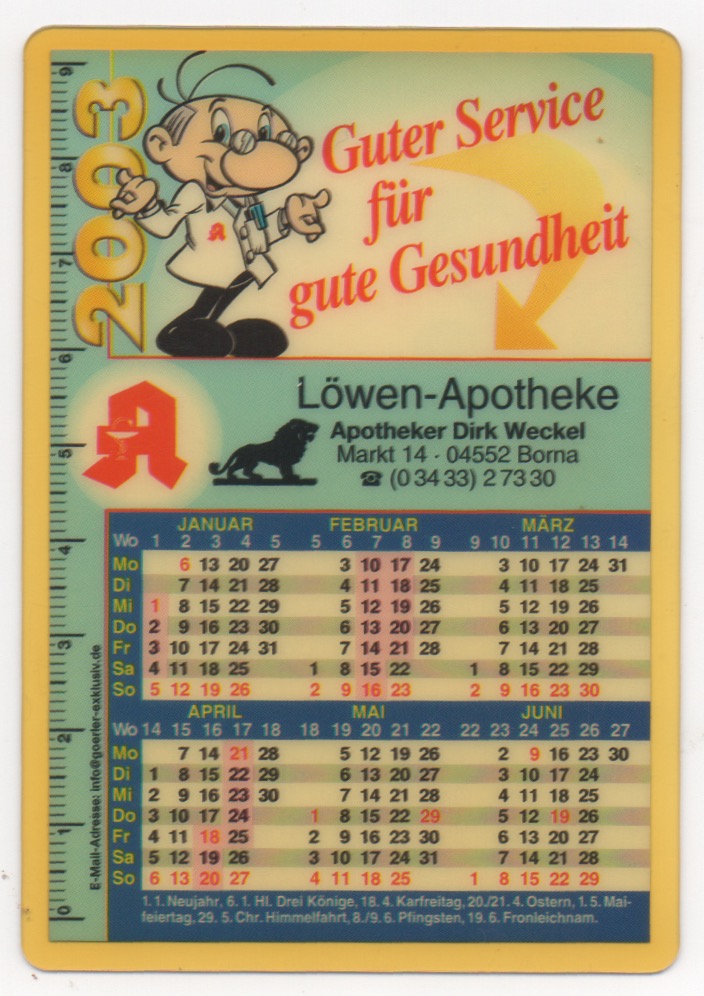 2003
Guter Service
für
gute Gesundheit
A
A
Löwen-Apotheke
Apotheker Dirk Weckel
Markt 14 · 04552 Borna
☎ (0 34 33) 2 73 30
JANUAR FEBRUAR MÄRZ
Wo 1 2 3 4 5 5 6 7 8 9 9 10 11 12 13 14
Mo 6 13 20 27 3 10 17 24 3 10 17 24 31
Di 7 14 21 28 4 11 18 25 4 11 18 25
Mi 1 8 15 22 29 5 12 19 26 5 12 19 26
Do 2 9 16 23 30 6 13 20 27 6 13 20 27
Fr 3 10 17 24 31 7 14 21 28 7 14 21 28
Sa 4 11 18 25 1 8 15 22 1 8 15 22 29
So 5 12 19 26 2 9 16 23 2 9 16 23 30
APRIL MAI JUNI
Wo 14 15 16 17 18 18 19 20 21 22 22 23 24 25 26 27
Mo 7 14 21 28 5 12 19 26 2 9 16 23 30
Di 1 8 15 22 29 6 13 20 27 3 10 17 24
Mi 2 9 16 23 30 7 14 21 28 4 11 18 25
Do 3 10 17 24 1 8 15 22 29 5 12 19 26
Fr 4 11 18 25 2 9 16 23 30 6 13 20 27
Sa 5 12 19 26 3 10 17 24 31 7 14 21 28
So 6 13 20 27 4 11 18 25 1 8 15 22 29
1. 1. Neujahr, 6. 1. Hl. Drei Könige, 18. 4. Karfreitag, 20./21. 4. Ostern, 1. 5. Mai-
feiertag, 29. 5. Chr. Himmelfahrt, 8./9. 6. Pfingsten, 19. 6. Fronleichnam.
E-Mail-Adresse: info@goerler-exklusiv.de
0 1 2 3 4 5 6 7 8 9